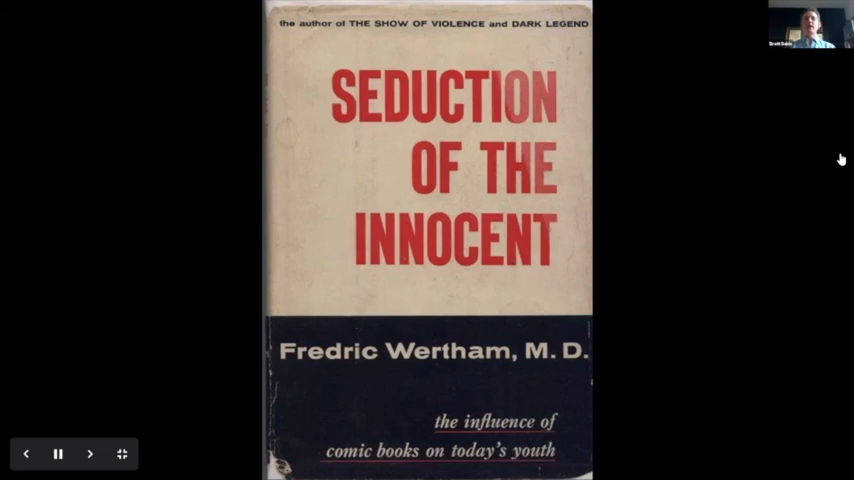 the author of THE SHOW OF VIOLENCE and DARK LEGEND
SEDUCTION
OF THE
INNOCENT
Fredric Wertham, M. D.
the influence of
comic books on today's youth